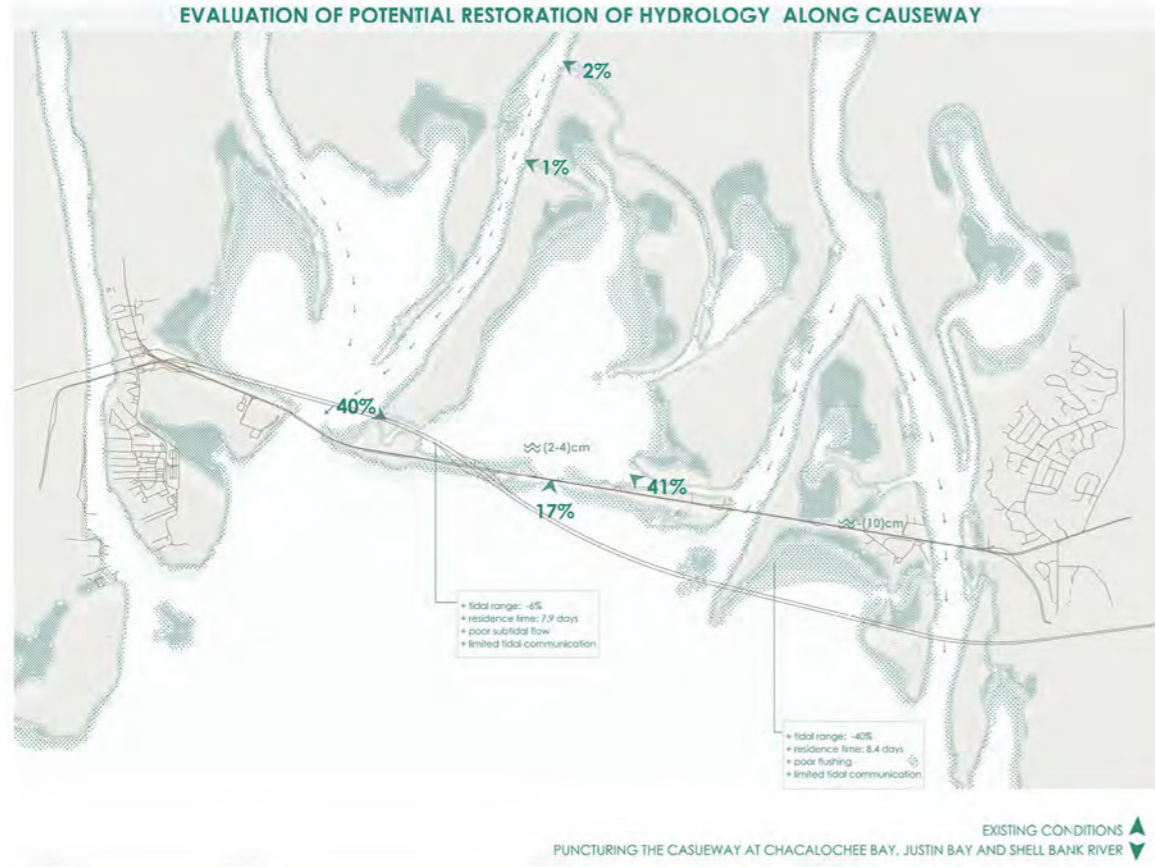 EVALUATION OF POTENTIAL RESTORATION OF HYDROLOGY ALONG CAUSEWAY
2%
1%
40%
(2-4)cm
41%
17%
-(10)cm
+ tidal range: -6%
+ residence time: 7.9 days
+ poor subtidal flow
+ limited tidal communication
+ tidal range: -40%
+ residence time: 8.4 days
+ poor flushing
+ limited tidal communication
EXISTING CONDITIONS
PUNCTURING THE CASUEWAY AT CHACALOCHEE BAY, JUSTIN BAY AND SHELL BANK RIVER